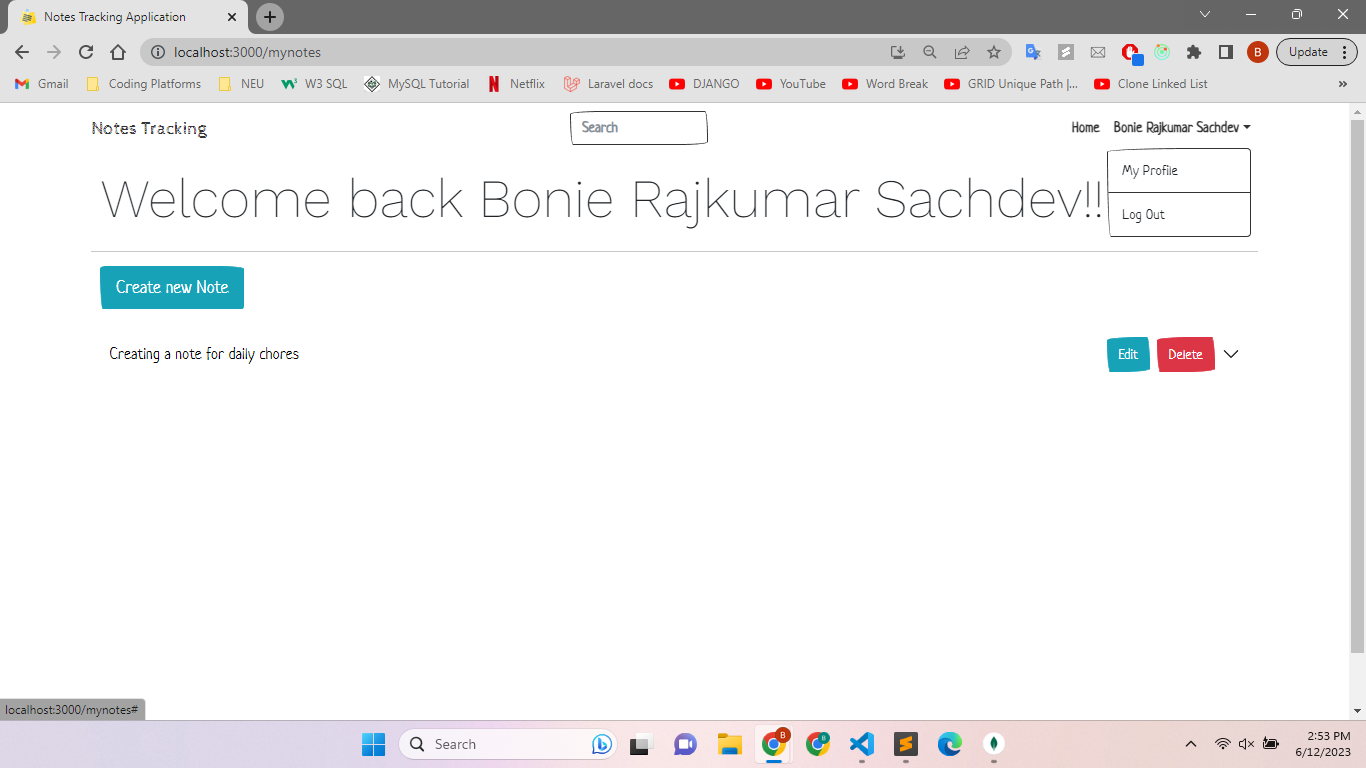 Notes Tracking Application
localhost:3000/mynotes
B
Update
Gmail
Coding Platforms
NEU
W3 SQL
MySQL Tutorial
Netflix
Laravel docs
DJANGO
YouTube
Word Break
GRID Unique Path |...
Clone Linked List
»
Notes Tracking
Search
Home
Bonie Rajkumar Sachdev
My Profile
Log Out
Welcome back Bonie Rajkumar Sachdev!!
Create new Note
Creating a note for daily chores
Edit
Delete
localhost:3000/mynotes#
Search
B
B
2:53 PM
6/12/2023